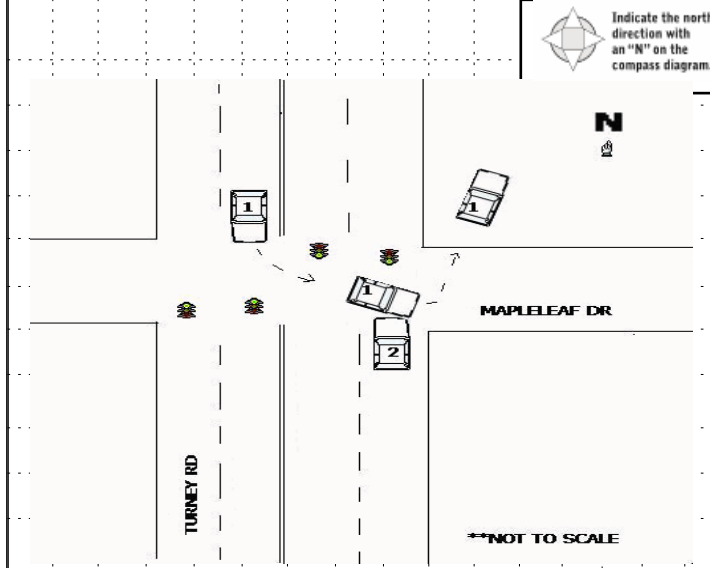 Indicate the north
direction with
an "N" on the
compass diagram.
N
1
1
1
MAPLELEAF DR
2
TURNEY RD
**NOT TO SCALE